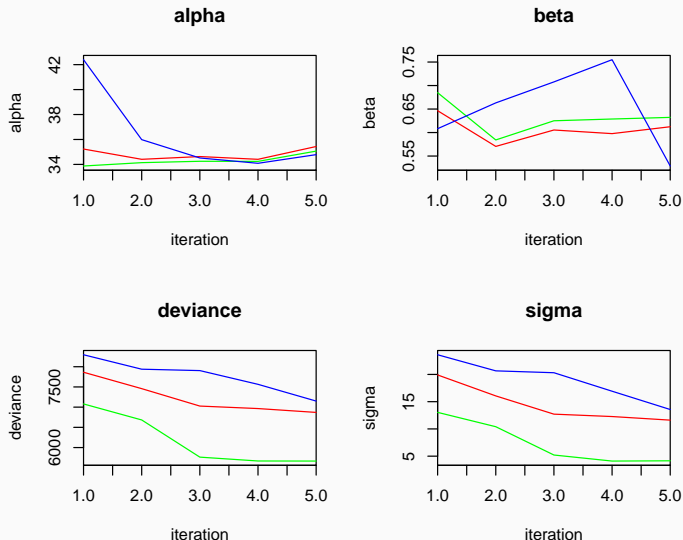 alpha
alpha
42
38
34
1.0 2.0 3.0 4.0 5.0
iteration
beta
beta
0.75
0.65
0.55
1.0 2.0 3.0 4.0 5.0
iteration
deviance
deviance
7500
6000
1.0 2.0 3.0 4.0 5.0
iteration
sigma
sigma
15
5
1.0 2.0 3.0 4.0 5.0
iteration